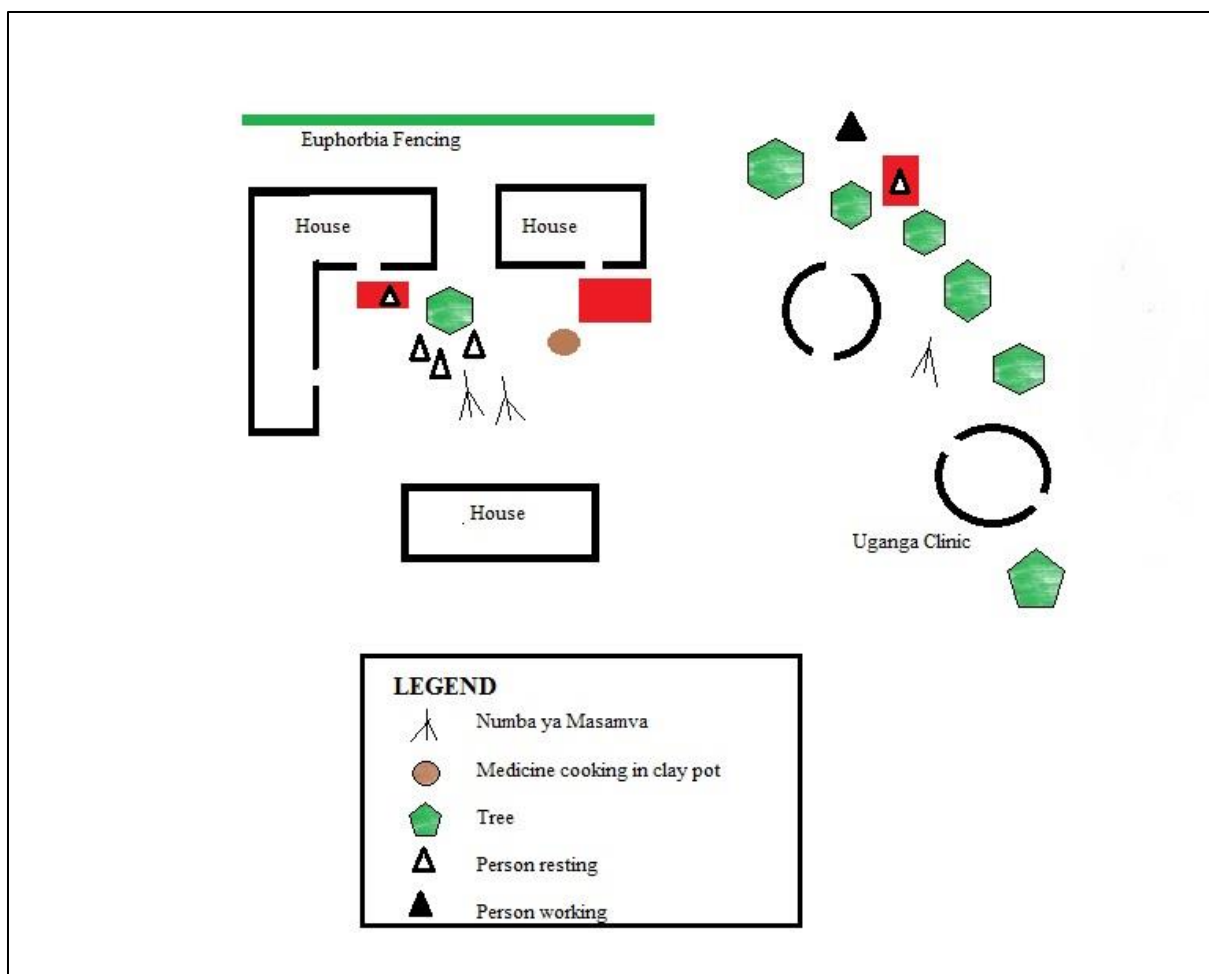 Euphorbia Fencing
House
House
House
Uganga Clinic
LEGEND
Numba ya Masamva
Medicine cooking in clay pot
Tree
Person resting
Person working